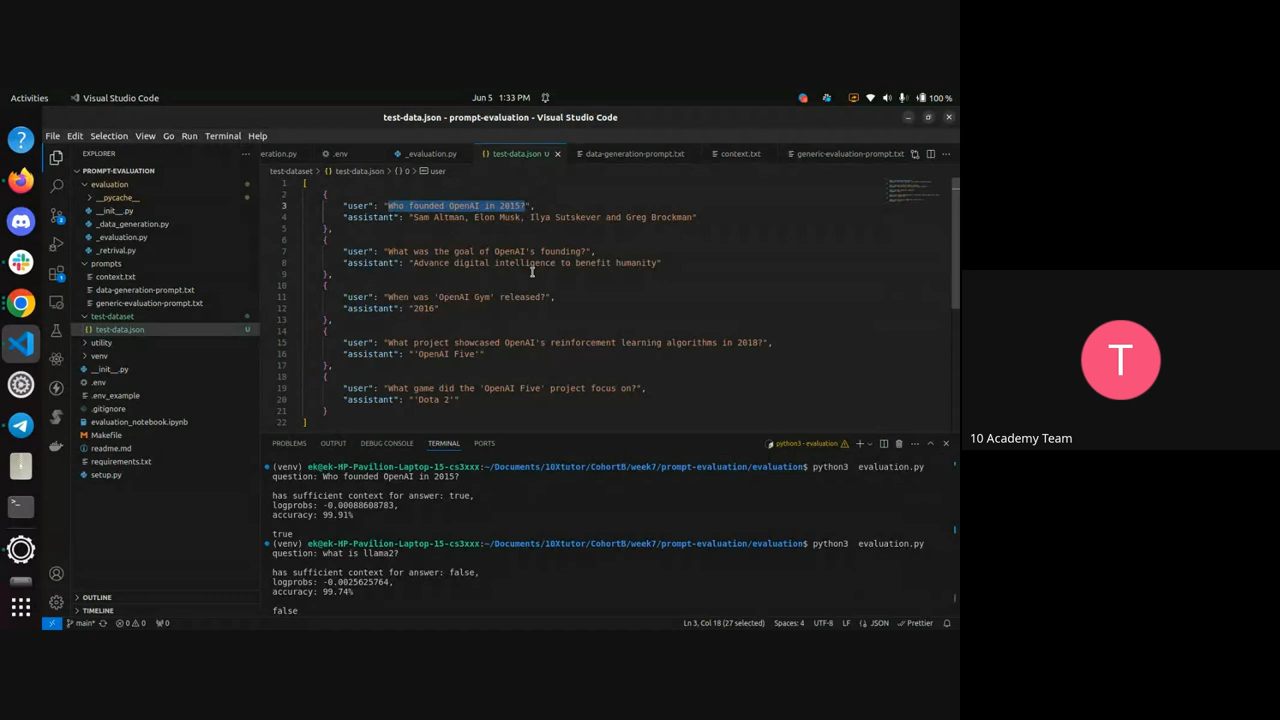 Activities
Visual Studio Code
Jun 5 1:33 PM
100 %
test-data.json - prompt-evaluation - Visual Studio Code
File Edit Selection View Go Run Terminal Help
EXPLORER
eration.py
.env
_evaluation.py
test-data.json U
data-generation-prompt.txt
context.txt
generic-evaluation-prompt.txt
PROMPT-EVALUATION
evaluation
__pycache__
__init__.py
_data_generation.py
_evaluation.py
_retrival.py
prompts
context.txt
data-generation-prompt.txt
generic-evaluation-prompt.txt
test-dataset
{} test-data.json U
utility
venv
__init__.py
.env
.env_example
.gitignore
evaluation_notebook.ipynb
Makefile
readme.md
requirements.txt
setup.py
OUTLINE
TIMELINE
test-dataset > {} test-data.json > {} 0 > user
1 [
2 {
3 "user": "Who founded OpenAI in 2015?",
4 "assistant": "Sam Altman, Elon Musk, Ilya Sutskever and Greg Brockman"
5 },
6 {
7 "user": "What was the goal of OpenAI's founding?",
8 "assistant": "Advance digital intelligence to benefit humanity"
9 },
10 {
11 "user": "When was 'OpenAI Gym' released?",
12 "assistant": "2016"
13 },
14 {
15 "user": "What project showcased OpenAI's reinforcement learning algorithms in 2018?",
16 "assistant": "'OpenAI Five'"
17 },
18 {
19 "user": "What game did the 'OpenAI Five' project focus on?",
20 "assistant": "'Dota 2'"
21 }
22 ]
PROBLEMS OUTPUT DEBUG CONSOLE TERMINAL PORTS
python3 - evaluation
(venv) ek@ek-HP-Pavilion-Laptop-15-cs3xxx:~/Documents/10Xtutor/CohortB/week7/prompt-evaluation/evaluation$ python3 _evaluation.py
question: Who founded OpenAI in 2015?
has sufficient context for answer: true,
logprobs: -0.00088608783,
accuracy: 99.91%
true
(venv) ek@ek-HP-Pavilion-Laptop-15-cs3xxx:~/Documents/10Xtutor/CohortB/week7/prompt-evaluation/evaluation$ python3 _evaluation.py
question: what is llama2?
has sufficient context for answer: false,
logprobs: -0.0025625764,
accuracy: 99.74%
false
main*
0 0
0
Ln 3, Col 18 (27 selected)
Spaces: 4
UTF-8
LF
{} JSON
Prettier
T
10 Academy Team